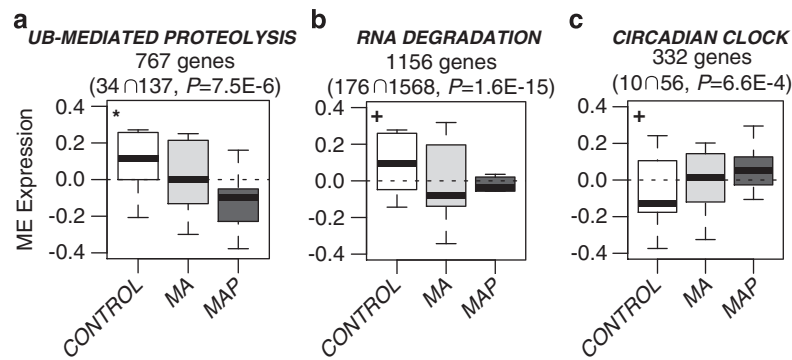 a
UB-MEDIATED PROTEOLYSIS
767 genes
(34∩137, P=7.5E-6)
ME Expression
0.4
0.2
0.0
-0.2
-0.4
*
CONTROL
MA
MAP
b
RNA DEGRADATION
1156 genes
(176∩1568, P=1.6E-15)
0.4
0.2
0.0
-0.2
-0.4
+
CONTROL
MA
MAP
c
CIRCADIAN CLOCK
332 genes
(10∩56, P=6.6E-4)
0.4
0.2
0.0
-0.2
-0.4
+
CONTROL
MA
MAP